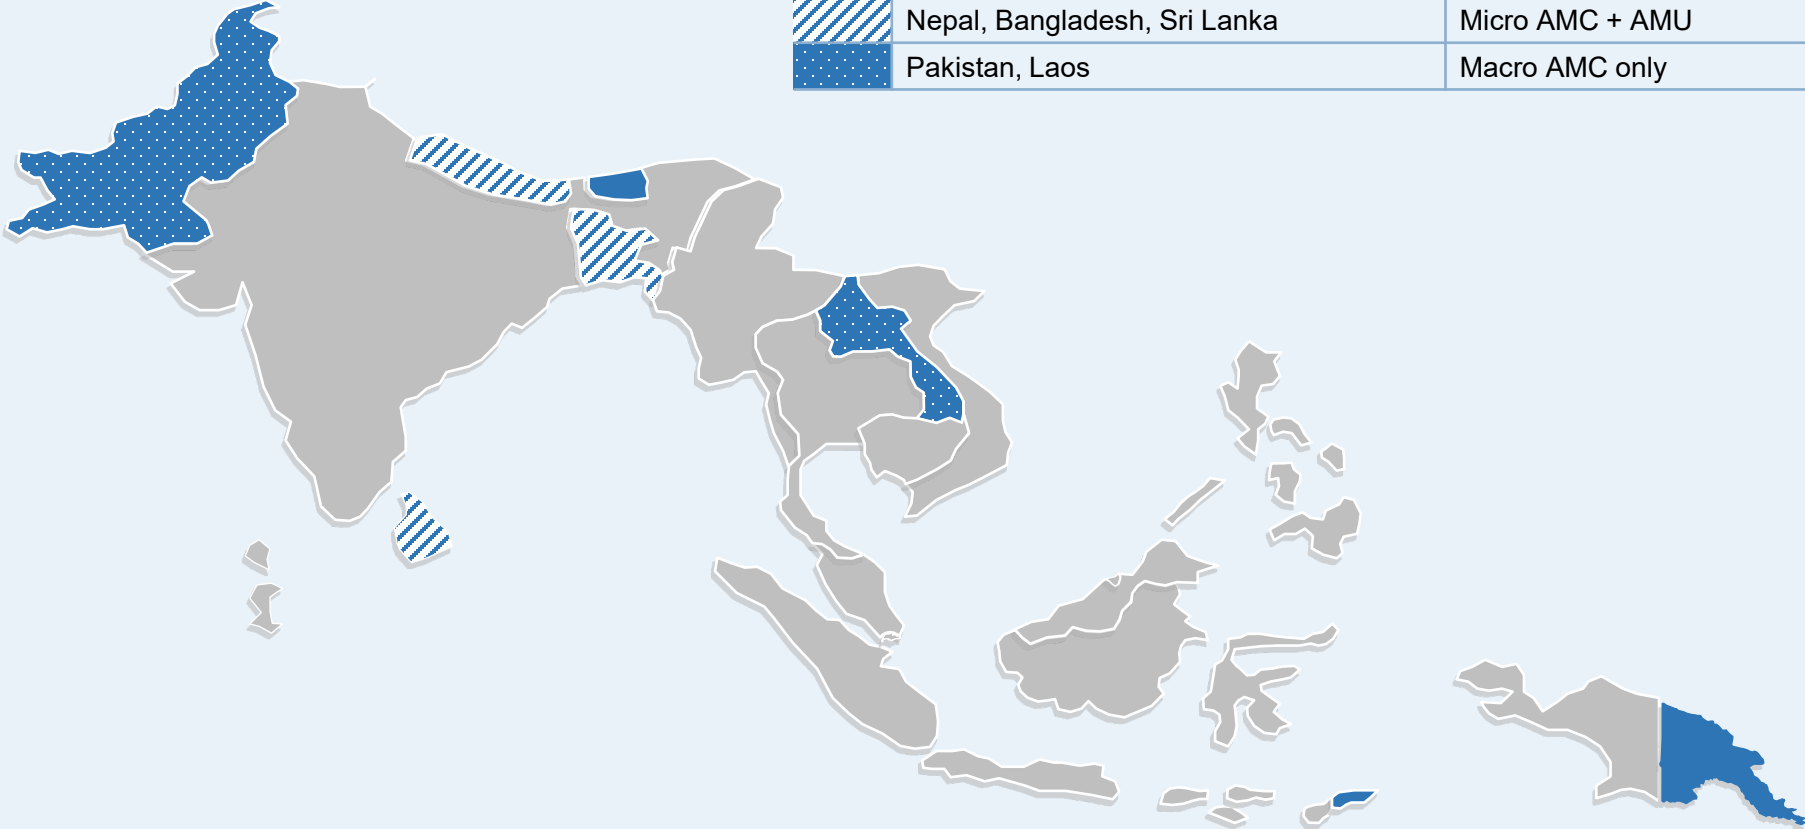 Nepal, Bangladesh, Sri Lanka Micro AMC + AMU
Pakistan, Laos Macro AMC only